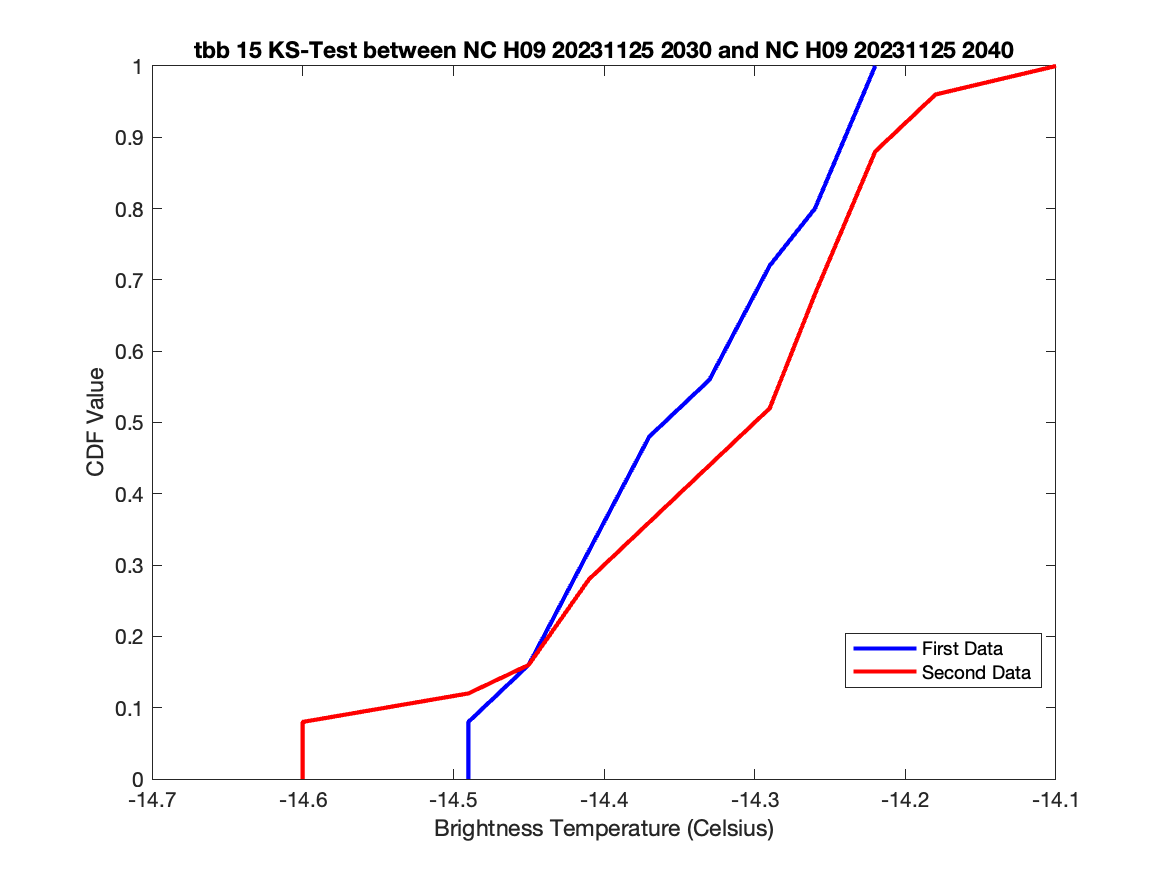 tbb 15 KS-Test between NC H09 20231125 2030 and NC H09 20231125 2040
1
0.9
0.8
0.7
0.6
0.5
0.4
0.3
0.2
0.1
0
CDF Value
First Data
Second Data
-14.7 -14.6 -14.5 -14.4 -14.3 -14.2 -14.1
Brightness Temperature (Celsius)